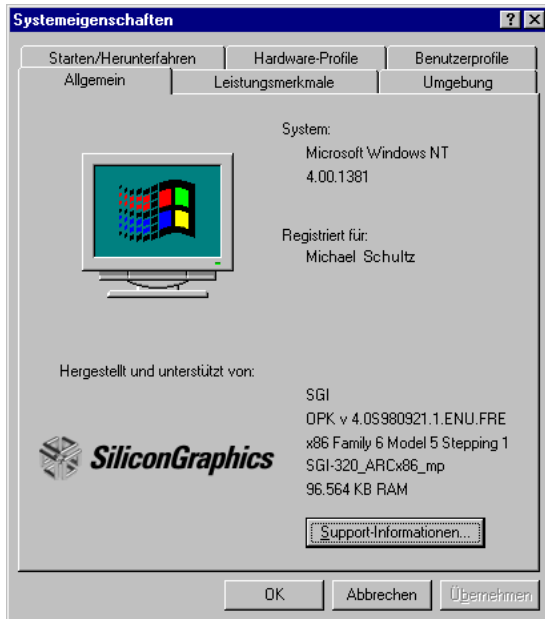 Systemeigenschaften
Starten/Herunterfahren Hardware-Profile Benutzerprofile
Allgemein Leistungsmerkmale Umgebung
System:
Microsoft Windows NT
4.00.1381
Registriert für:
Michael Schultz
Hergestellt und unterstützt von:
SGI
OPK v 4.0S980921.1.ENU.FRE
x86 Family 6 Model 5 Stepping 1
SGI-320_ARCx86_mp
96.564 KB RAM
SiliconGraphics
Support-Informationen...
OK Abbrechen Übernehmen